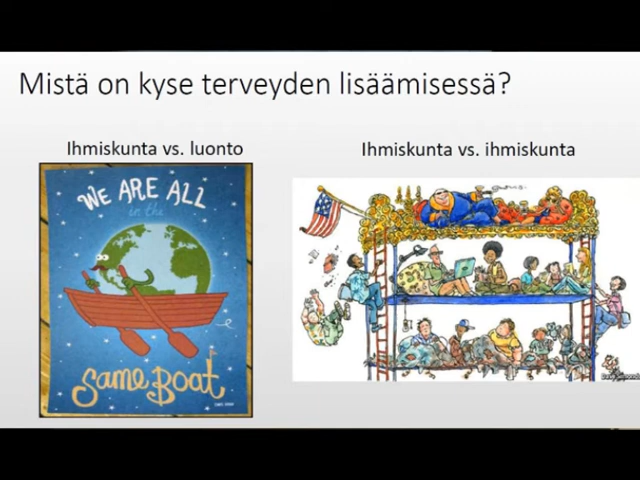 Mistä on kyse terveyden lisäämisessä?
Ihmiskunta vs. luonto
Ihmiskunta vs. ihmiskunta
WE ARE ALL
in the
Same Boat